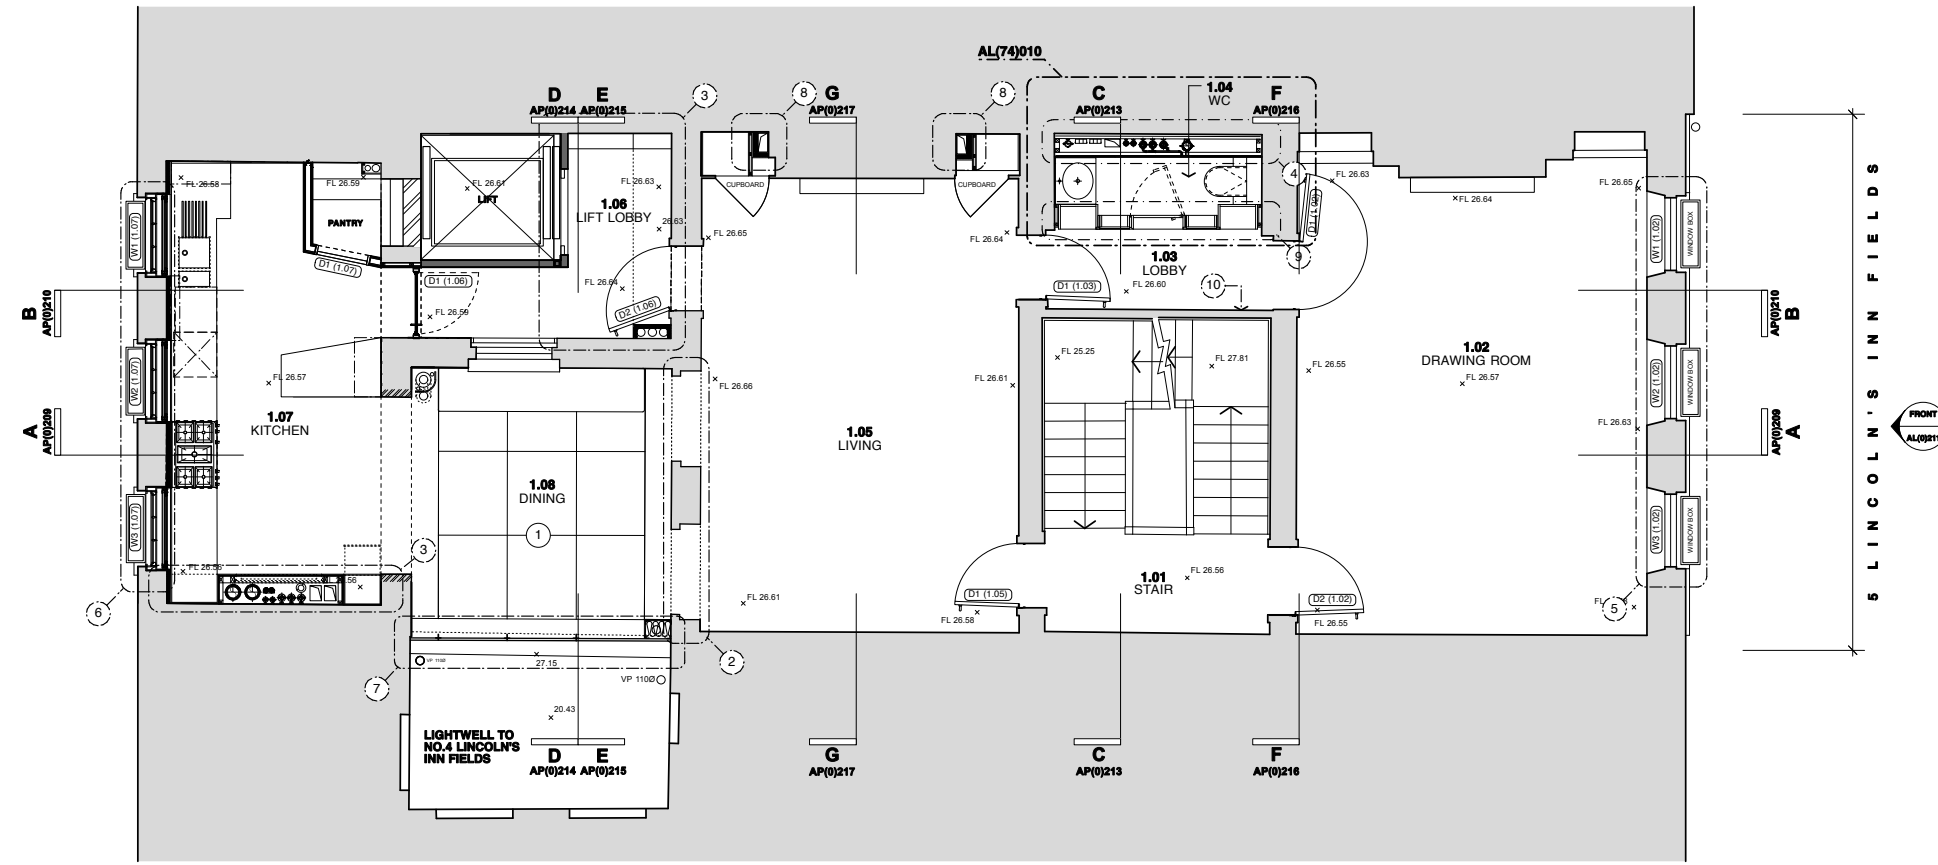 AL(74)010
D E
AP(0)214 AP(0)215
3
8
G
AP(0)217
8
C
AP(0)213
1.04
WC
F
AP(0)216
4
FL 26.58
FL 26.59
PANTRY
D1 (1.07)
FL 26.61
LIFT
FL 26.63
1.06
LIFT LOBBY
26.63
FL 26.64
D2 (1.06)
D1 (1.06)
FL 26.59
CUPBOARD
CUPBOARD
FL 26.65
FL 26.64
D1 (1.03)
1.03
LOBBY
FL 26.60
9
10
FL 26.63
D1 (1.02)
FL 26.64
FL 26.65
W1 (1.07)
W2 (1.07)
W3 (1.07)
B
AP(0)210
A
AP(0)209
FL 26.57
1.07
KITCHEN
1.08
DINING
1
FL 26.66
1.05
LIVING
FL 26.61
FL 25.25
FL 27.81
FL 26.55
1.02
DRAWING ROOM
FL 26.57
FL 26.63
W1 (1.02)
WINDOW BOX
W2 (1.02)
WINDOW BOX
W3 (1.02)
WINDOW BOX
AP(0)210
B
AP(0)209
A
5 LINCOLN'S INN FIELDS
FRONT
AL(0)211
3
FL 26.56
6
FL 26.61
D1 (1.05)
FL 26.58
1.01
STAIR
FL 26.56
D2 (1.02)
FL 26.55
5
2
7
VP 110Ø
27.15
VP 110Ø
20.43
LIGHTWELL TO
NO.4 LINCOLN'S
INN FIELDS
D E
AP(0)214 AP(0)215
G
AP(0)217
C
AP(0)213
F
AP(0)216